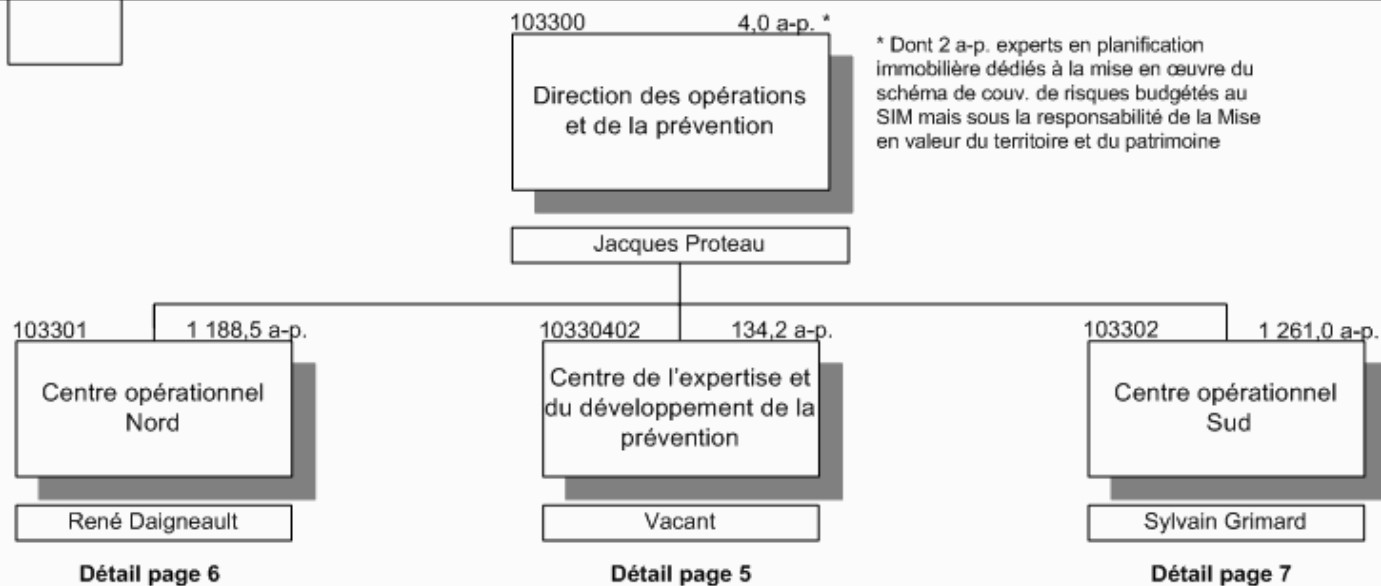 103300 4,0 a-p. *
Direction des opérations
et de la prévention
Jacques Proteau
* Dont 2 a-p. experts en planification
immobilière dédiés à la mise en œuvre du
schéma de couv. de risques budgétés au
SIM mais sous la responsabilité de la Mise
en valeur du territoire et du patrimoine
103301 1 188,5 a-p.
Centre opérationnel
Nord
René Daigneault
Détail page 6
10330402 134,2 a-p.
Centre de l'expertise et
du développement de la
prévention
Vacant
Détail page 5
103302 1 261,0 a-p.
Centre opérationnel
Sud
Sylvain Grimard
Détail page 7